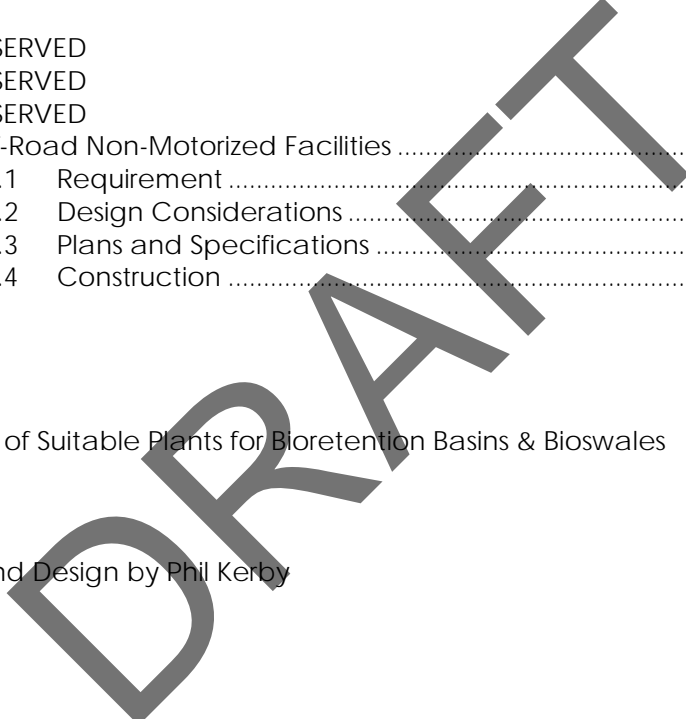 SERVED
SERVED
SERVED
-Road Non-Motorized Facilities ........................................................
.1 Requirement ........................................................................................
.2 Design Considerations ...................................................................
.3 Plans and Specifications ..............................................................
.4 Construction ........................................................................................
of Suitable Plants for Bioretention Basins & Bioswales
nd Design by Phil Kerby
DRAFT